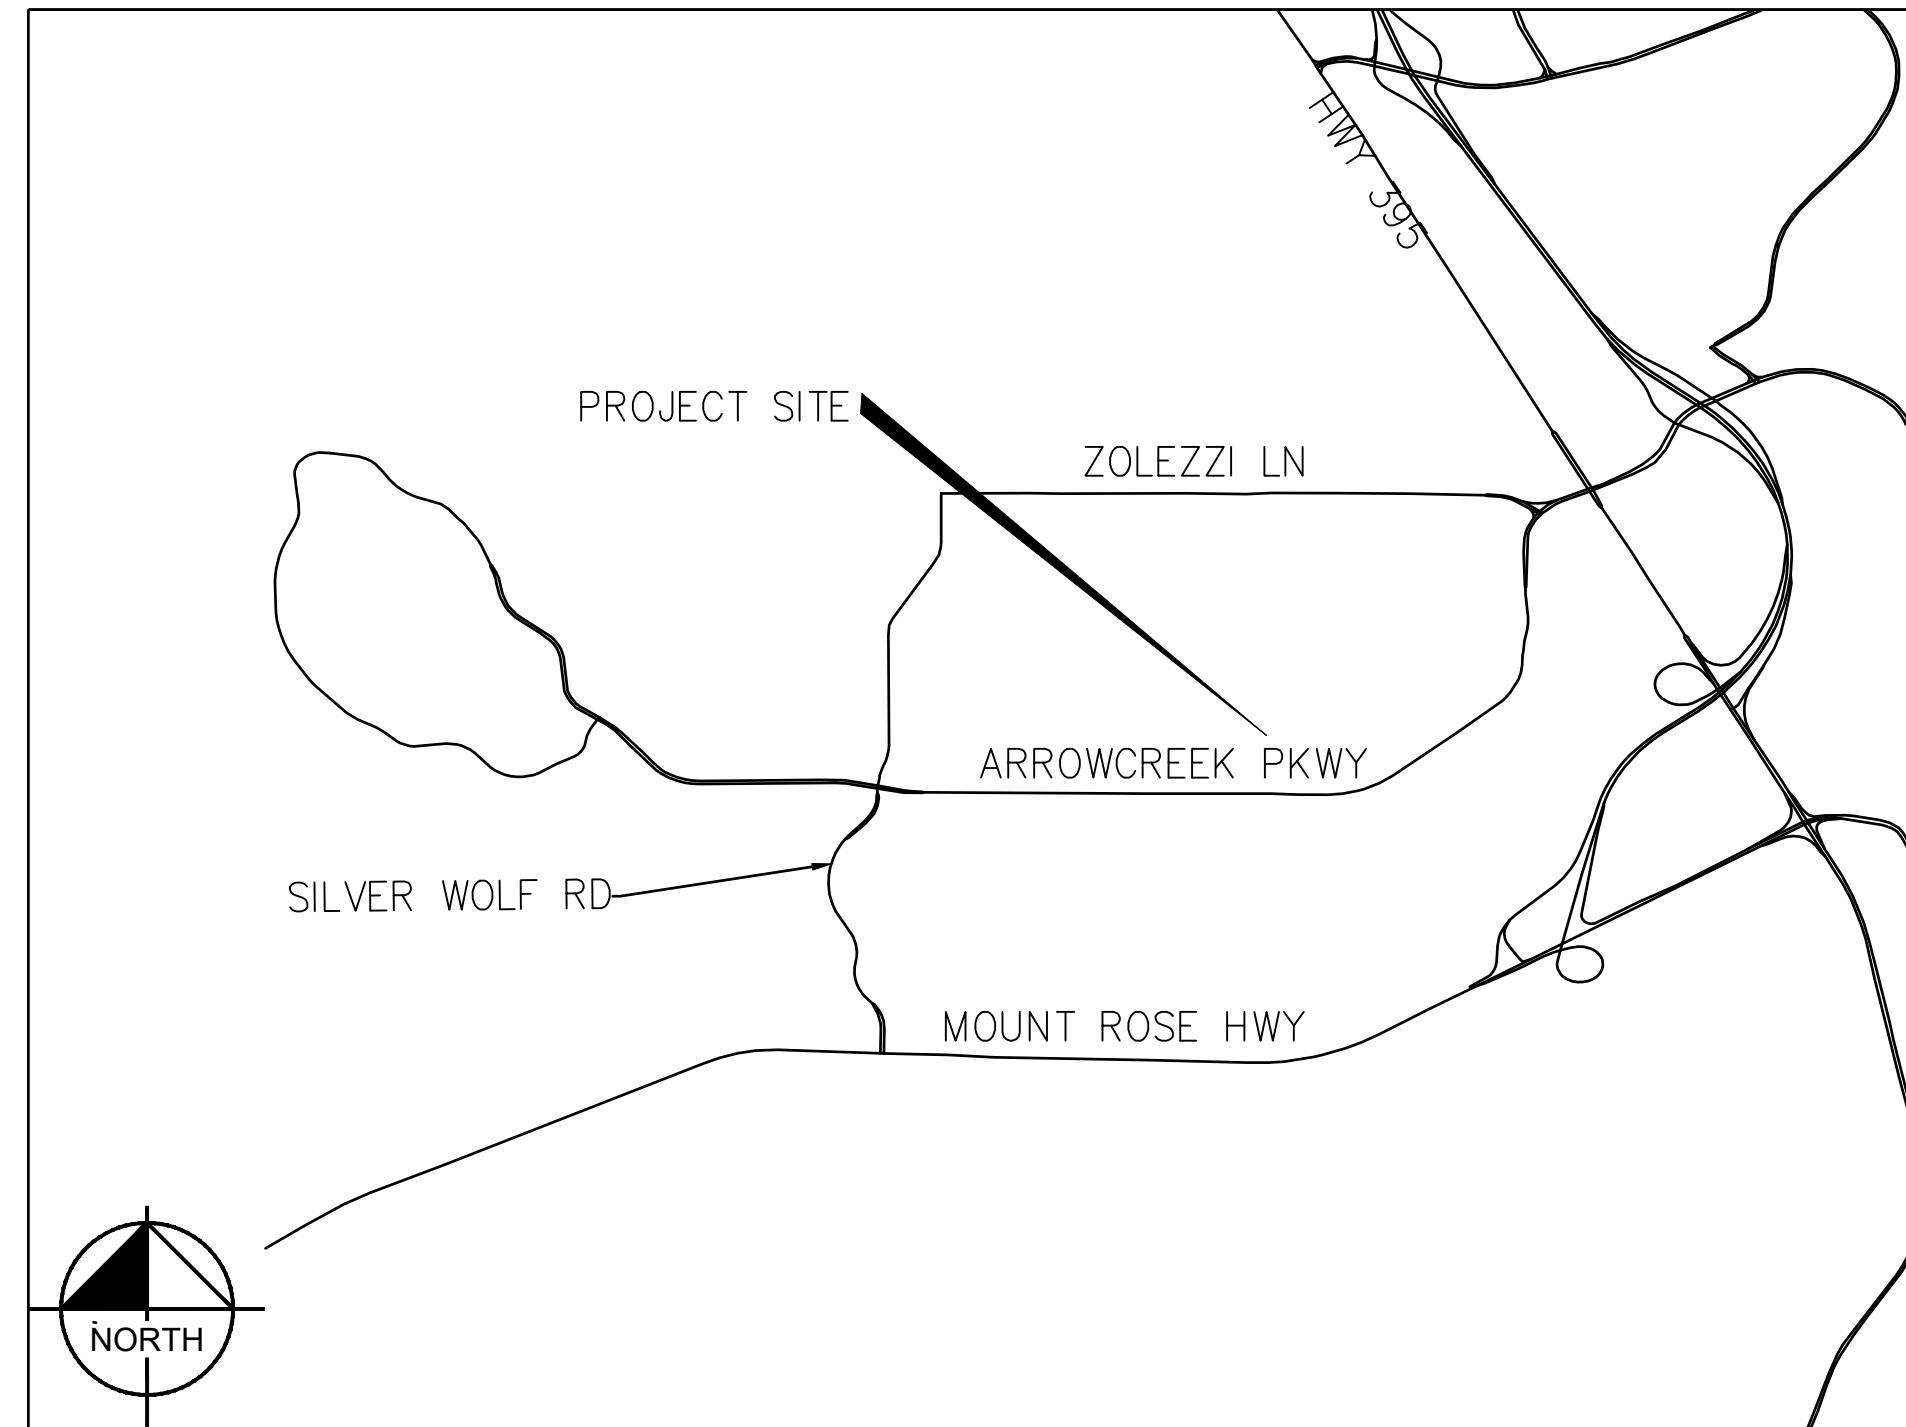 HWY 395
PROJECT SITE
ZOLEZZI LN
ARROWCREEK PKWY
SILVER WOLF RD
MOUNT ROSE HWY
NORTH